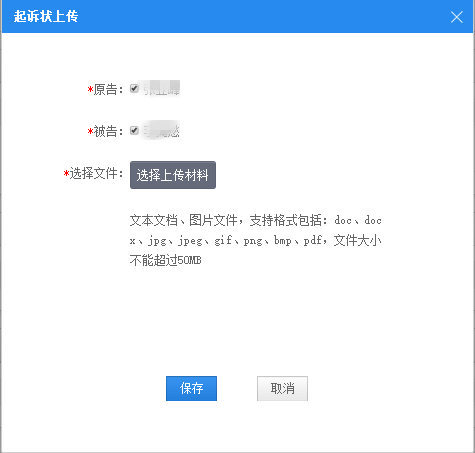 起诉状上传
*原告：
*被告：
*选择文件： 选择上传材料
文本文档、图片文件，支持格式包括：doc、doc
x、jpg、jpeg、gif、png、bmp、pdf，文件大小
不能超过50MB
保存 取消